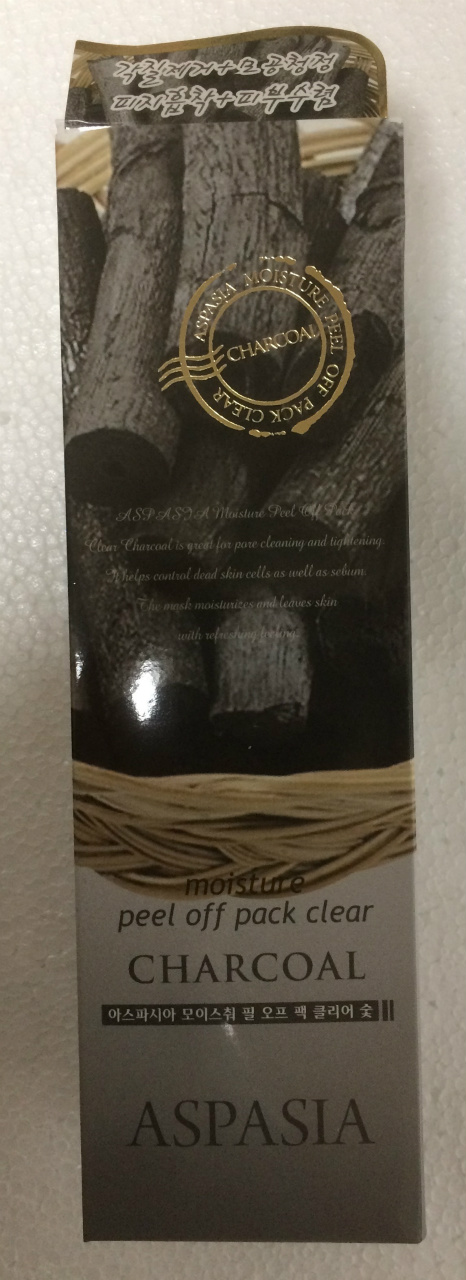 각질제거+모공청정
피지흡착+피부수렴
ASPASIA MOISTURE PEEL OFF PACK CLEAR
CHARCOAL
ASPASIA Moisture Peel Off Pack
Clear Charcoal is great for pore cleaning and tightening.
It helps control dead skin cells as well as sebum.
The mask moisturizes and leaves skin
with refreshing feeling.
moisture
peel off pack clear
CHARCOAL
아스파시아 모이스춰 필 오프 팩 클리어 숯
ASPASIA